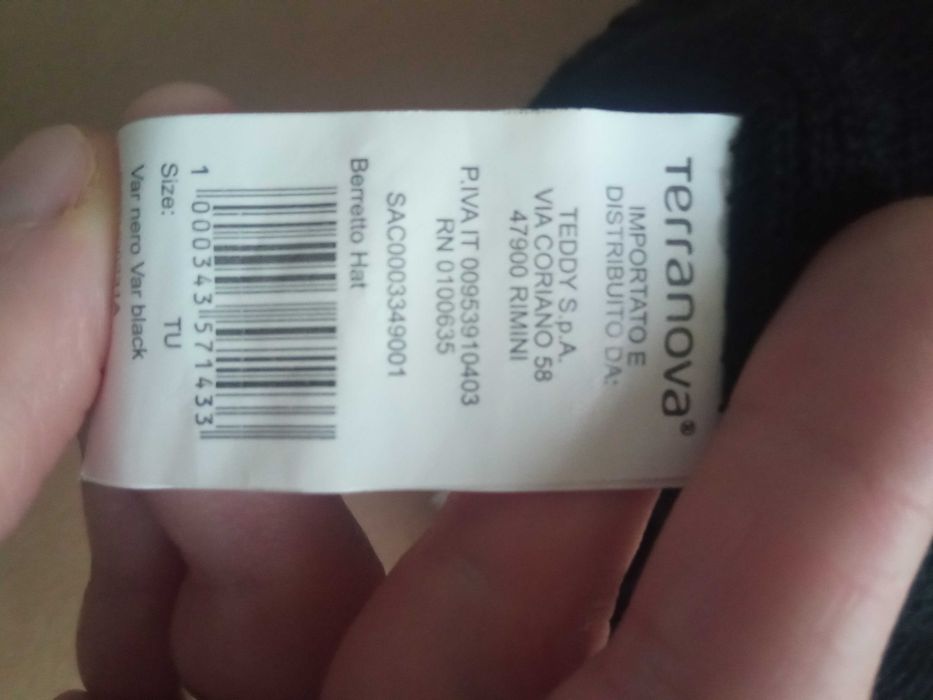 Terranova®
IMPORTATO E
DISTRIBUITO DA:
TEDDY S.p.A.
VIA CORIANO 58
47900 RIMINI
P.IVA IT 00953910403
RN 0100635
SAC0003349001
Berretto Hat
1 000343 571433
Size: TU
Var nero Var black